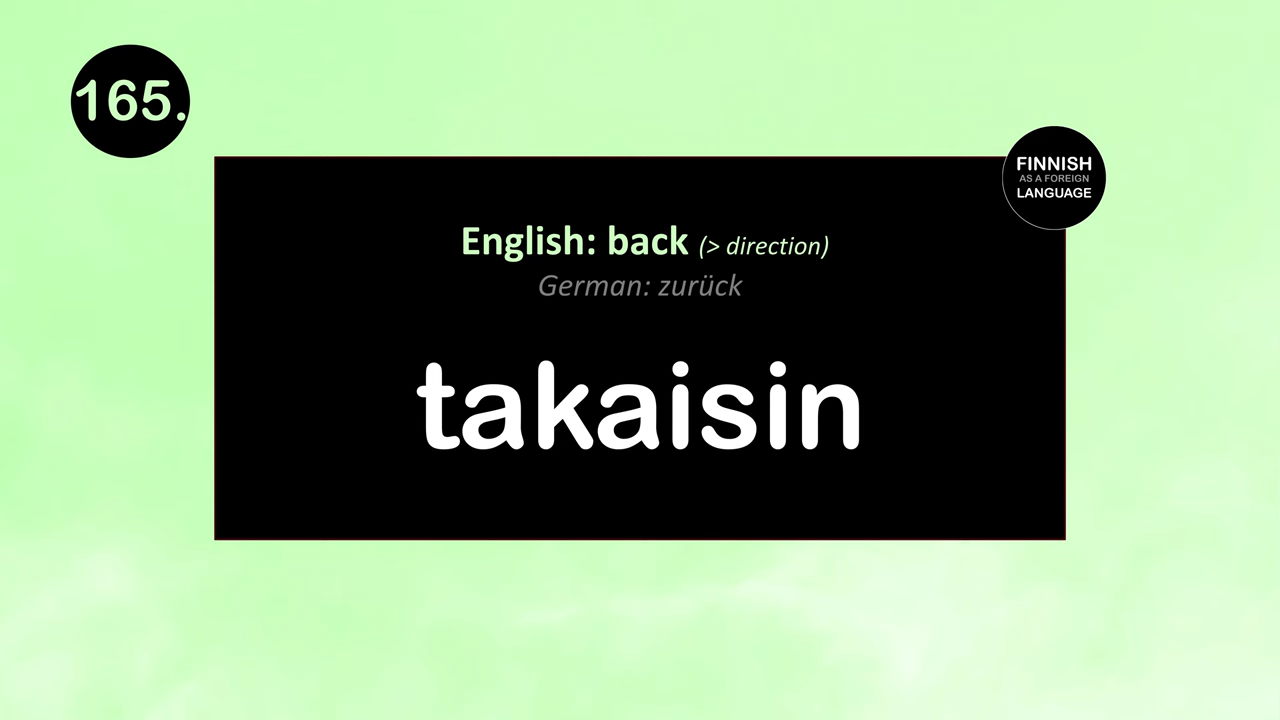 165.
FINNISH
AS A FOREIGN
LANGUAGE
English: back (> direction)
German: zurück
takaisin